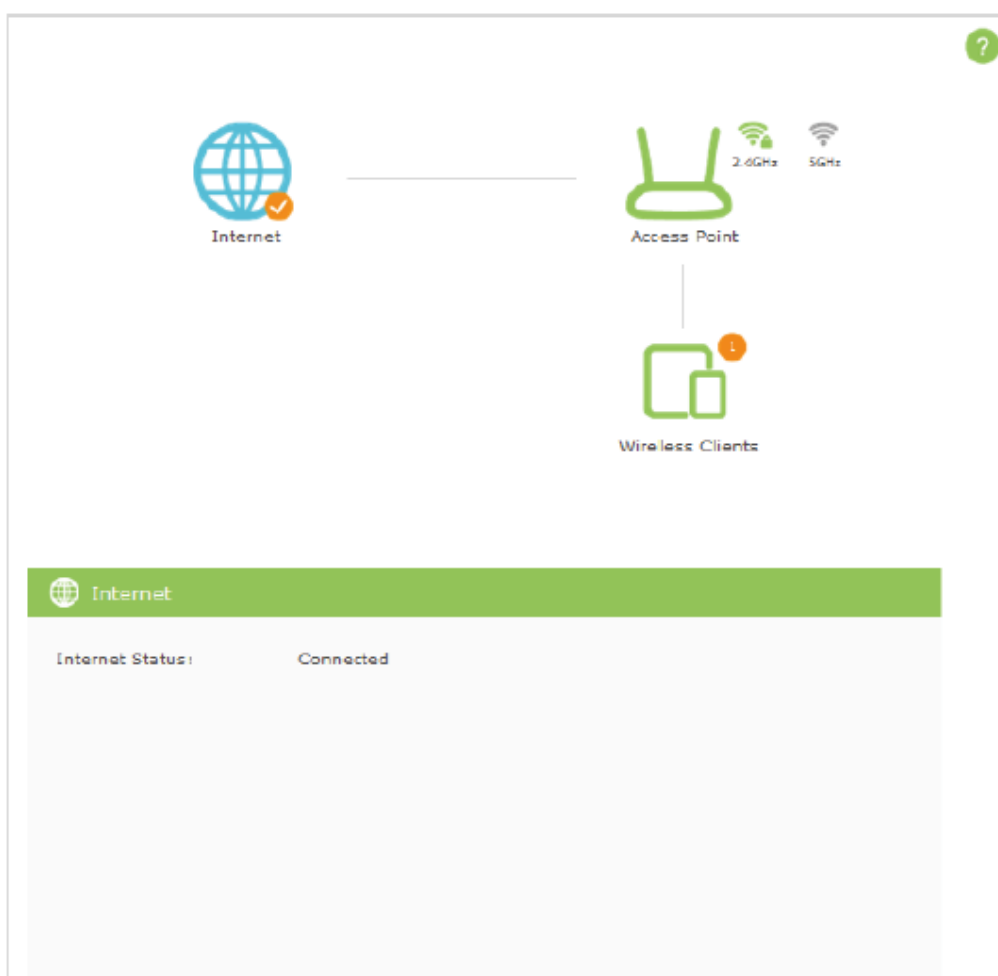 ?
2.4GHz 5GHz
Internet
Access Point
1
Wireless Clients
Internet
Internet Status: Connected